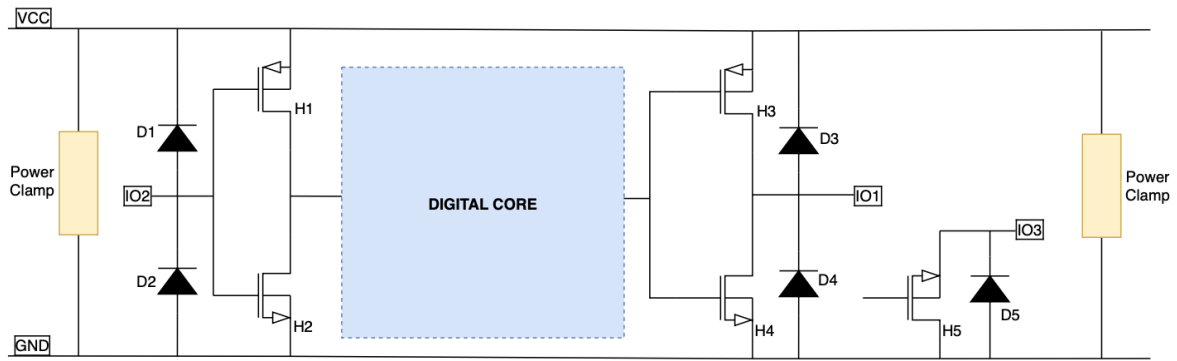 VCC
H1
H3
D1
D3
Power
Clamp
Power
Clamp
IO2
DIGITAL CORE
IO1
IO3
D2
D4
D5
H2
H4
H5
GND